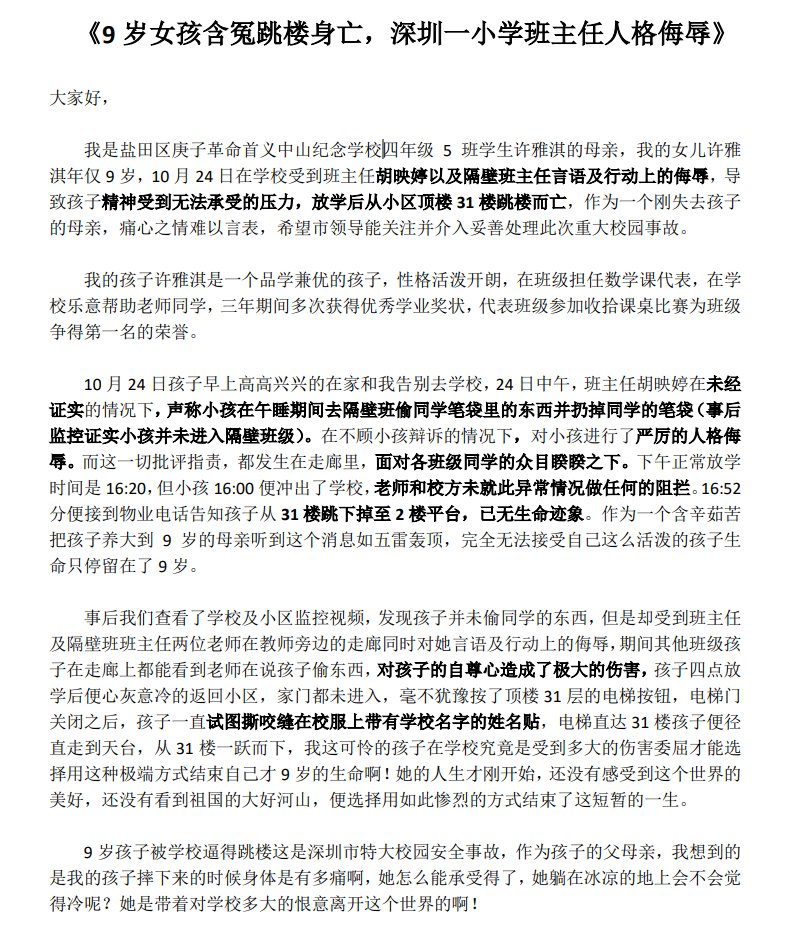 《9 岁女孩含冤跳楼身亡，深圳一小学班主任人格侮辱》
大家好，
我是盐田区庚子革命首义中山纪念学校四年级 5 班学生许雅淇的母亲，我的女儿许雅
淇年仅 9 岁，10 月 24 日在学校受到班主任胡映婷以及隔壁班主任言语及行动上的侮辱，导
致孩子精神受到无法承受的压力，放学后从小区顶楼 31 楼跳楼而亡，作为一个刚失去孩子
的母亲，痛心之情难以言表，希望市领导能关注并介入妥善处理此次重大校园事故。
我的孩子许雅淇是一个品学兼优的孩子，性格活泼开朗，在班级担任数学课代表，在学
校乐意帮助老师同学，三年期间多次获得优秀学业奖状，代表班级参加收拾课桌比赛为班级
争得第一名的荣誉。
10 月 24 日孩子早上高高兴兴的在家和我告别去学校，24 日中午，班主任胡映婷在未经
证实的情况下，声称小孩在午睡期间去隔壁班偷同学笔袋里的东西并扔掉同学的笔袋（事后
监控证实小孩并未进入隔壁班级）。在不顾小孩辩诉的情况下，对小孩进行了严厉的人格侮
辱。而这一切批评指责，都发生在走廊里，面对各班级同学的众目睽睽之下。下午正常放学
时间是 16:20，但小孩 16:00 便冲出了学校，老师和校方未就此异常情况做任何的阻拦。16:52
分便接到物业电话告知孩子从 31 楼跳下掉至 2 楼平台，已无生命迹象。作为一个含辛茹苦
把孩子养大到 9 岁的母亲听到这个消息如五雷轰顶，完全无法接受自己这么活泼的孩子生
命只停留在了 9 岁。
事后我们查看了学校及小区监控视频，发现孩子并未偷同学的东西，但是却受到班主任
及隔壁班班主任两位老师在教师旁边的走廊同时对她言语及行动上的侮辱，期间其他班级孩
子在走廊上都能看到老师在说孩子偷东西，对孩子的自尊心造成了极大的伤害，孩子四点放
学后便心灰意冷的返回小区，家门都未进入，毫不犹豫按了顶楼 31 层的电梯按钮，电梯门
关闭之后，孩子一直试图撕咬缝在校服上带有学校名字的姓名贴，电梯直达 31 楼孩子便径
直走到天台，从 31 楼一跃而下，我这可怜的孩子在学校究竟是受到多大的伤害委屈才能选
择用这种极端方式结束自己才 9 岁的生命啊！她的人生才刚开始，还没有感受到这个世界的
美好，还没有看到祖国的大好河山，便选择用如此惨烈的方式结束了这短暂的一生。
9 岁孩子被学校逼得跳楼这是深圳市特大校园安全事故，作为孩子的父母亲，我想到的
是我的孩子摔下来的时候身体是有多痛啊，她怎么能承受得了，她躺在冰凉的地上会不会觉
得冷呢？她是带着对学校多大的恨意离开这个世界的啊！